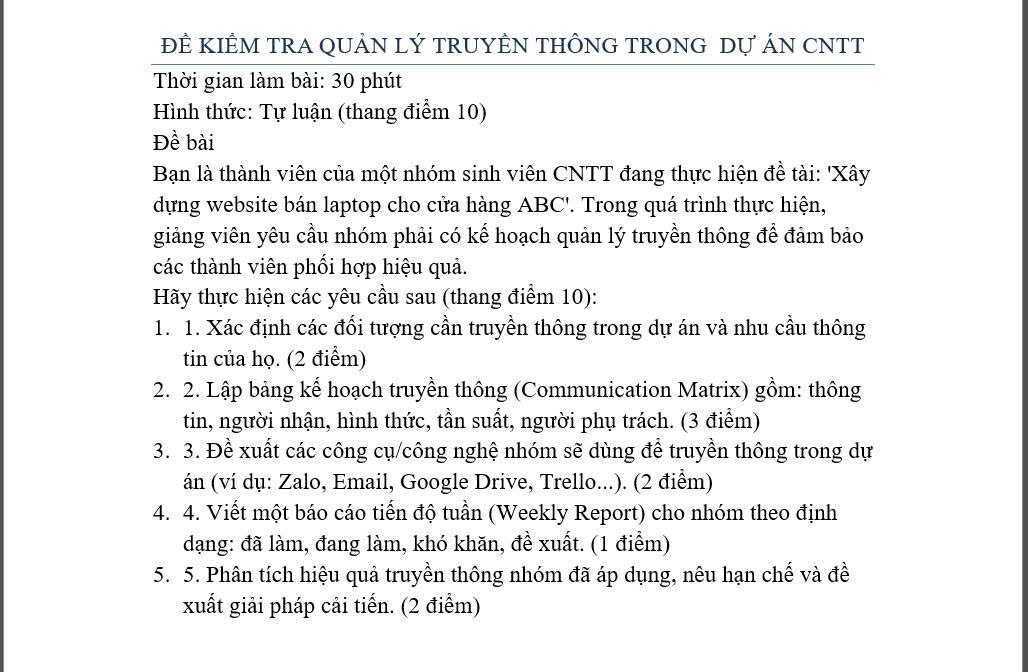 ĐỀ KIỂM TRA QUẢN LÝ TRUYỀN THÔNG TRONG  DỰ ÁN CNTT
Thời gian làm bài: 30 phút
Hình thức: Tự luận (thang điểm 10)
Đề bài
Bạn là thành viên của một nhóm sinh viên CNTT đang thực hiện đề tài: 'Xây
dựng website bán laptop cho cửa hàng ABC'. Trong quá trình thực hiện,
giảng viên yêu cầu nhóm phải có kế hoạch quản lý truyền thông để đảm bảo
các thành viên phối hợp hiệu quả.
Hãy thực hiện các yêu cầu sau (thang điểm 10):
1. 1. Xác định các đối tượng cần truyền thông trong dự án và nhu cầu thông
tin của họ. (2 điểm)
2. 2. Lập bảng kế hoạch truyền thông (Communication Matrix) gồm: thông
tin, người nhận, hình thức, tần suất, người phụ trách. (3 điểm)
3. 3. Đề xuất các công cụ/công nghệ nhóm sẽ dùng để truyền thông trong dự
án (ví dụ: Zalo, Email, Google Drive, Trello...). (2 điểm)
4. 4. Viết một báo cáo tiến độ tuần (Weekly Report) cho nhóm theo định
dạng: đã làm, đang làm, khó khăn, đề xuất. (1 điểm)
5. 5. Phân tích hiệu quả truyền thông nhóm đã áp dụng, nêu hạn chế và đề
xuất giải pháp cải tiến. (2 điểm)